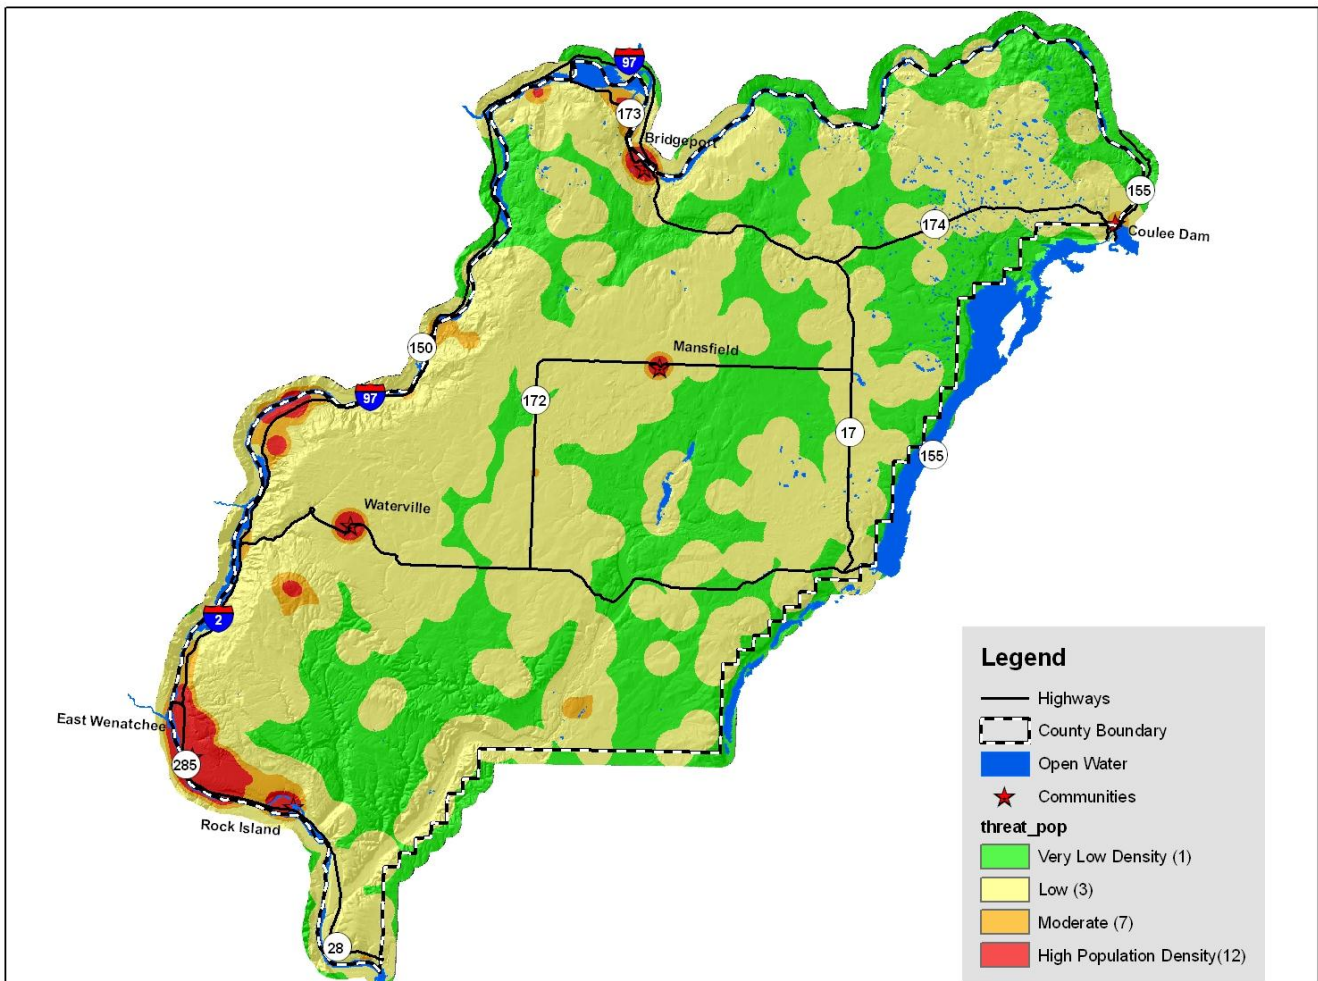 97
173
Bridgeport
155
174
Coulee Dam
150
Mansfield
97
172
17
155
Waterville
2
East Wenatchee
285
Rock Island
28
Legend
Highways
County Boundary
Open Water
Communities
threat_pop
Very Low Density (1)
Low (3)
Moderate (7)
High Population Density(12)